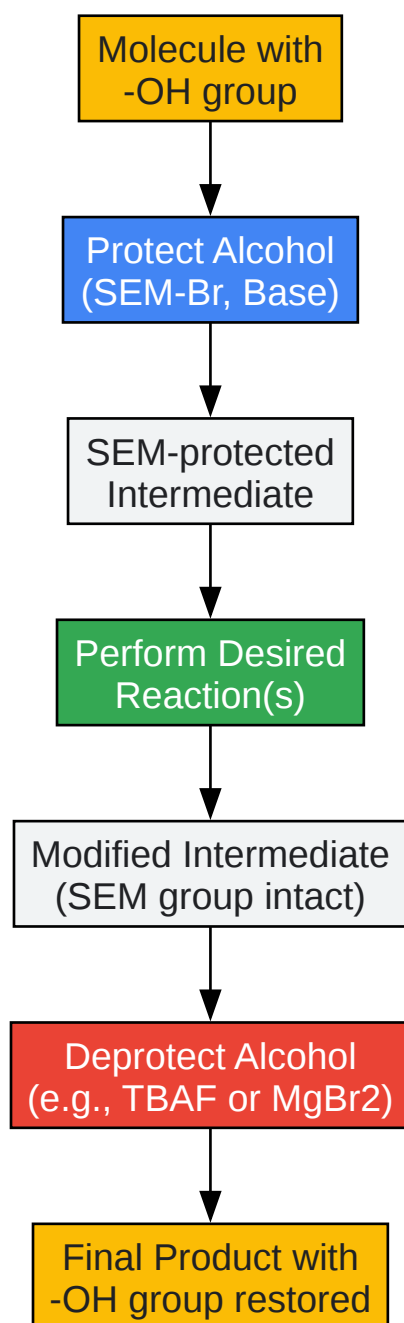 Molecule with
-OH group
Protect Alcohol
(SEM-Br, Base)
SEM-protected
Intermediate
Perform Desired
Reaction(s)
Modified Intermediate
(SEM group intact)
Deprotect Alcohol
(e.g., TBAF or MgBr2)
Final Product with
-OH group restored